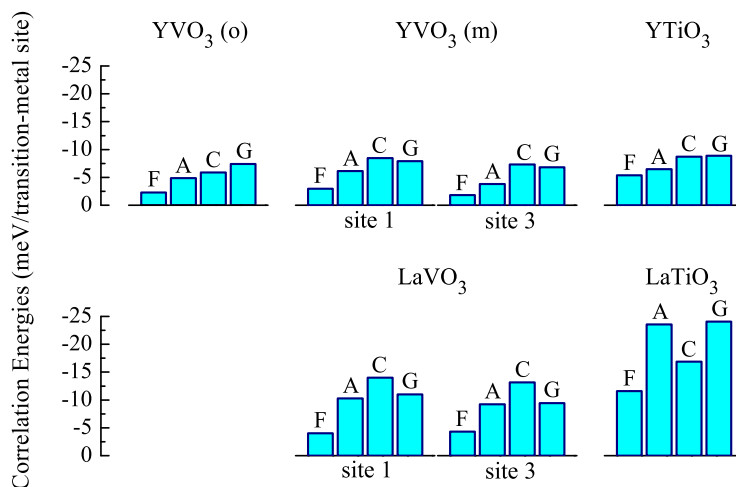 Correlation Energies (meV/transition-metal site)
YVO3 (o)
YVO3 (m)
YTiO3
-25
-20
-15
-10
-5
0
F A C G
F A C G
F A C G
F A C G
site 1
site 3
LaVO3
LaTiO3
-25
-20
-15
-10
-5
0
F A C G
F A C G
F A C G
site 1
site 3